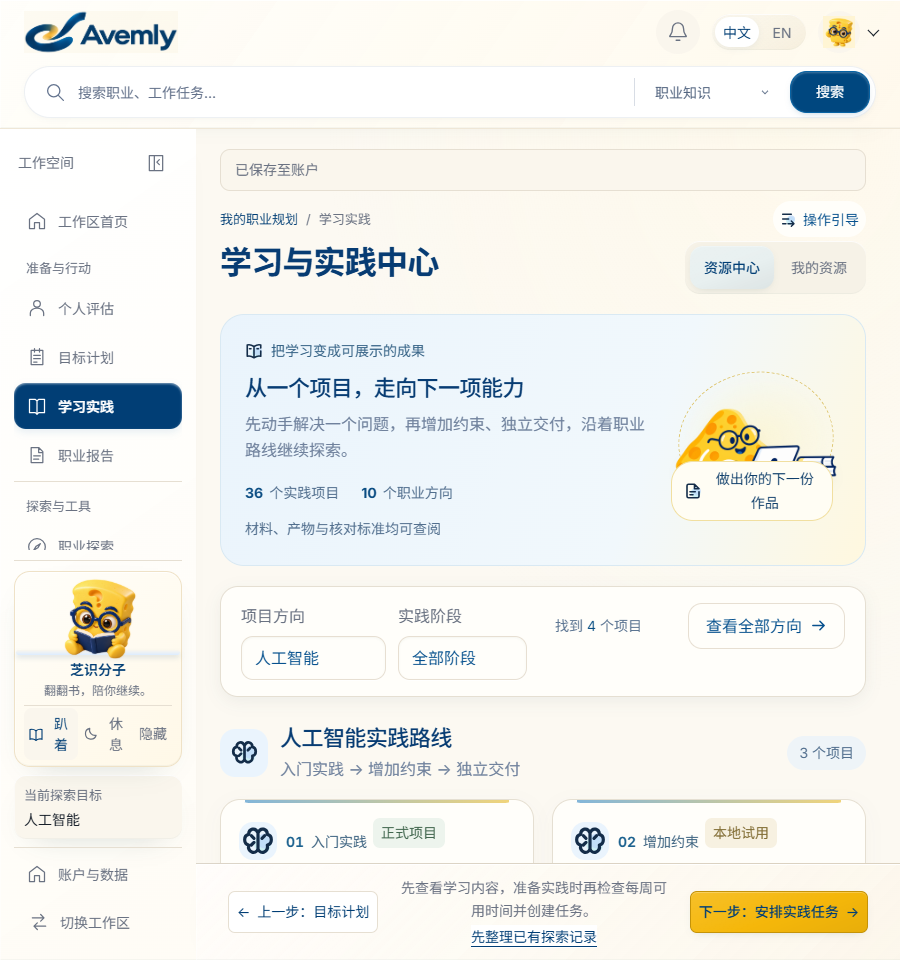 Avemly
中文
EN
搜索职业、工作任务...
职业知识
搜索
工作空间
工作区首页
准备与行动
个人评估
目标计划
学习实践
职业报告
探索与工具
职业探索
芝识分子
翻翻书，陪你继续。
趴着
休息
隐藏
当前探索目标
人工智能
账户与数据
切换工作区
已保存至账户
我的职业规划 / 学习实践
操作引导
学习与实践中心
资源中心
我的资源
把学习变成可展示的成果
从一个项目，走向下一项能力
先动手解决一个问题，再增加约束、独立交付，沿着职业
路线继续探索。
36 个实践项目
10 个职业方向
材料、产物与核对标准均可查阅
做出你的下一份
作品
项目方向
人工智能
实践阶段
全部阶段
找到 4 个项目
查看全部方向 →
人工智能实践路线
入门实践 → 增加约束 → 独立交付
3 个项目
01 入门实践
正式项目
02 增加约束
本地试用
← 上一步：目标计划
先查看学习内容，准备实践时再检查每周可
用时间并创建任务。
先整理已有探索记录
下一步：安排实践任务 →